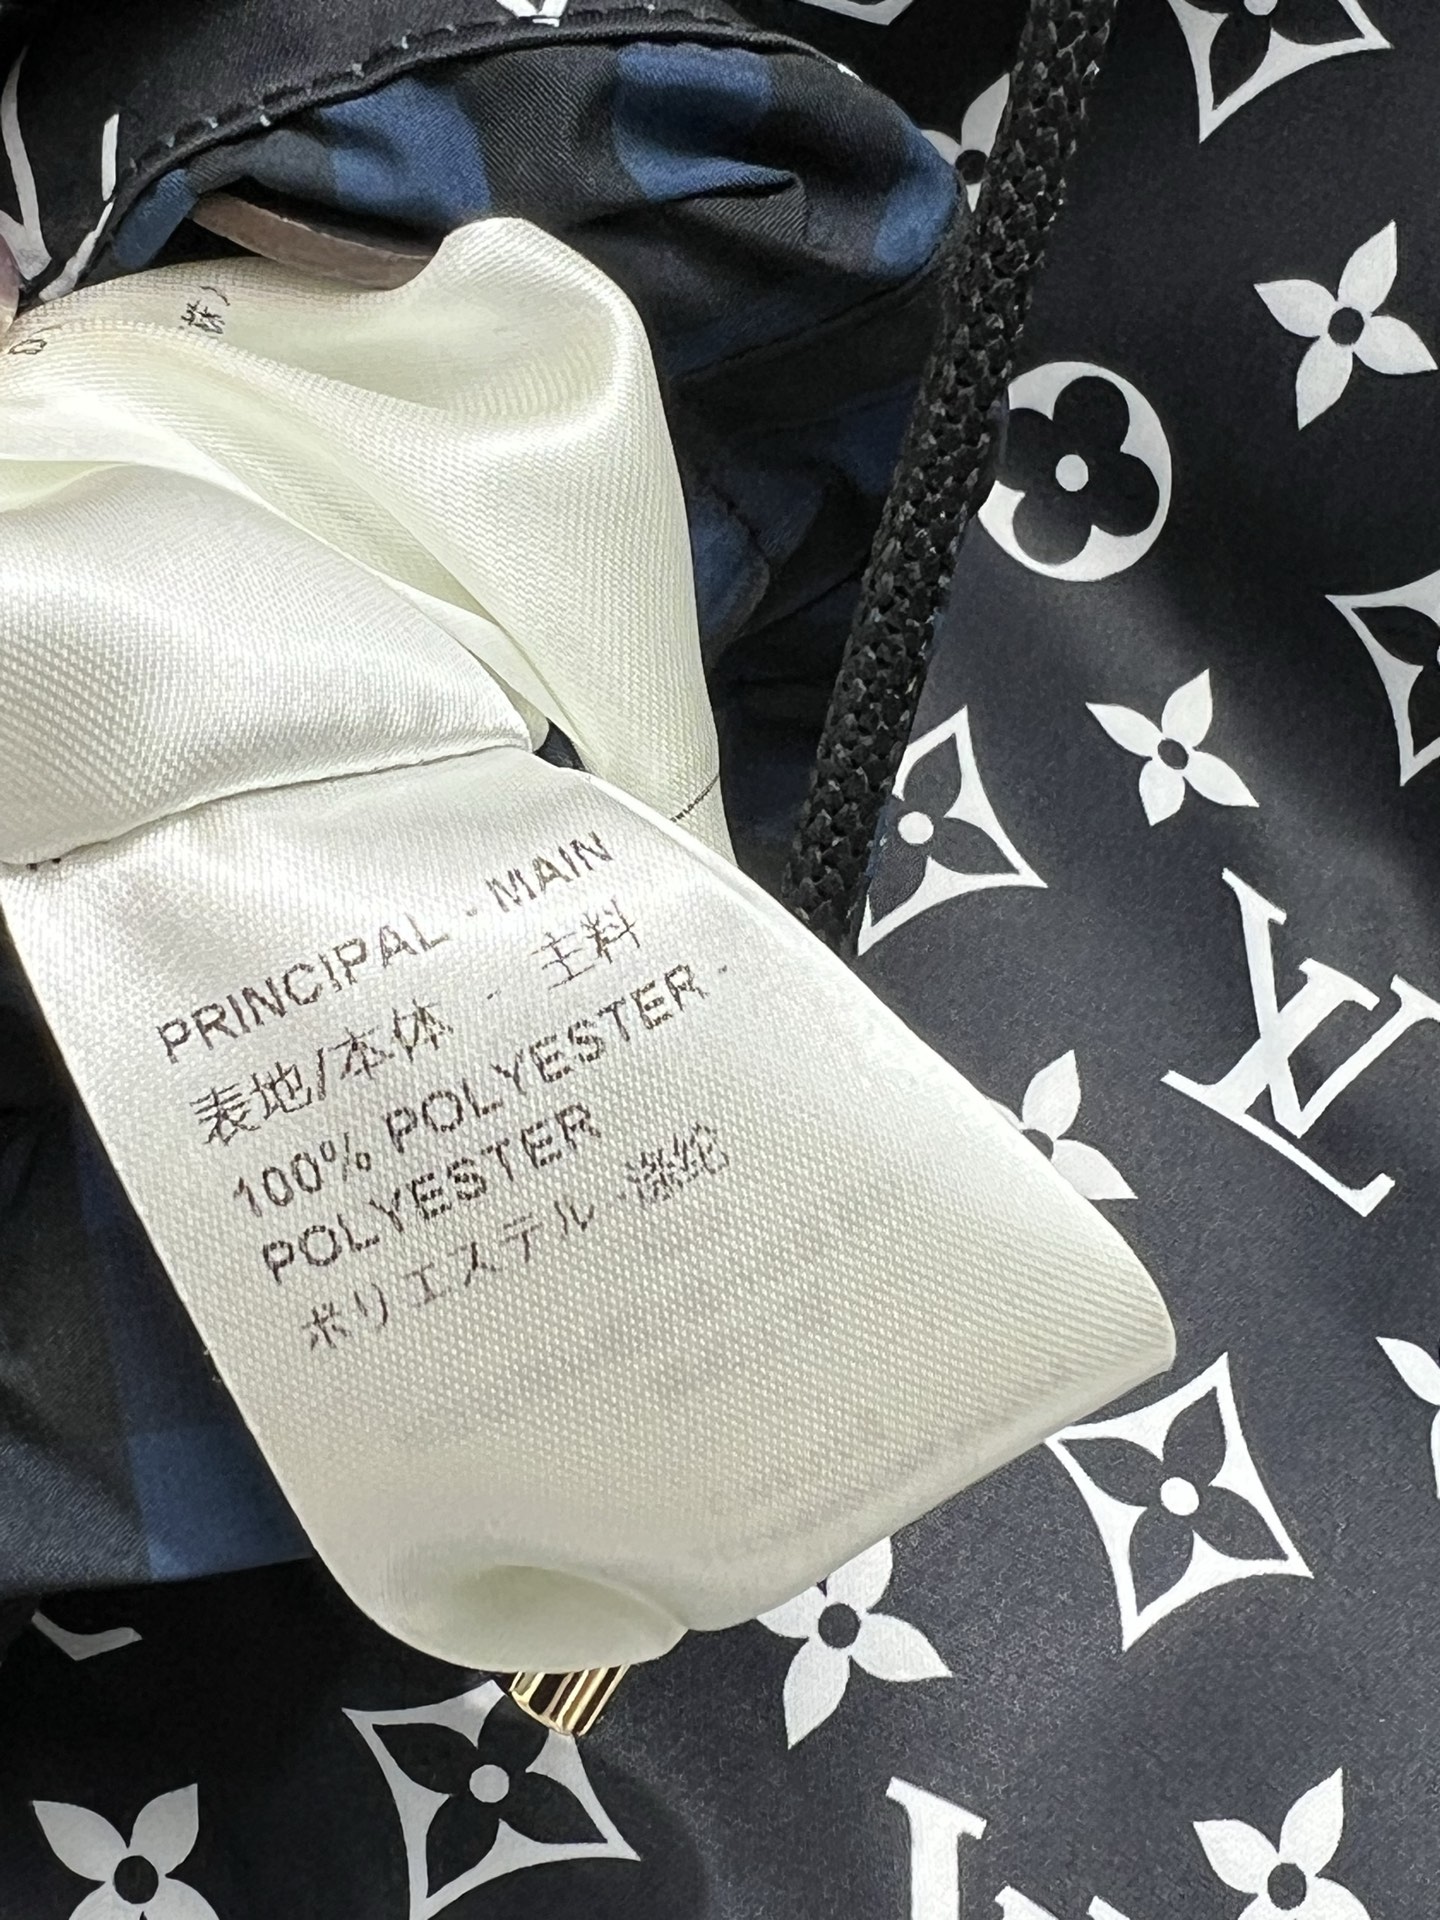 PRINCIPAL - MAIN
表地/本体 - 主料
100% POLYESTER -
POLYESTER
ポリエステル 涤纶
LV